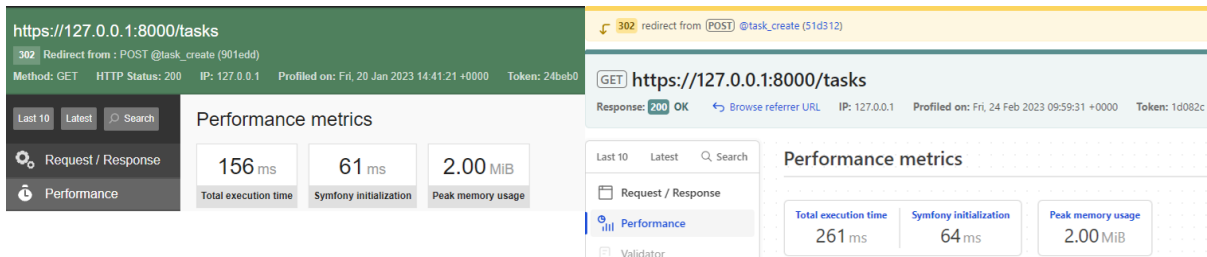 https://127.0.0.1:8000/tasks
302 Redirect from : POST @task_create (901edd)
Method: GET HTTP Status: 200 IP: 127.0.0.1 Profiled on: Fri, 20 Jan 2023 14:41:21 +0000 Token: 24beb0
Last 10 Latest Search
Request / Response
Performance
Performance metrics
156 ms
Total execution time
61 ms
Symfony initialization
2.00 MiB
Peak memory usage
302 redirect from POST @task_create (51d312)
GET https://127.0.0.1:8000/tasks
Response: 200 OK Browse referrer URL IP: 127.0.0.1 Profiled on: Fri, 24 Feb 2023 09:59:31 +0000 Token: 1d082c
Last 10 Latest Search
Request / Response
Performance
Validator
Performance metrics
Total execution time
261 ms
Symfony initialization
64 ms
Peak memory usage
2.00 MiB